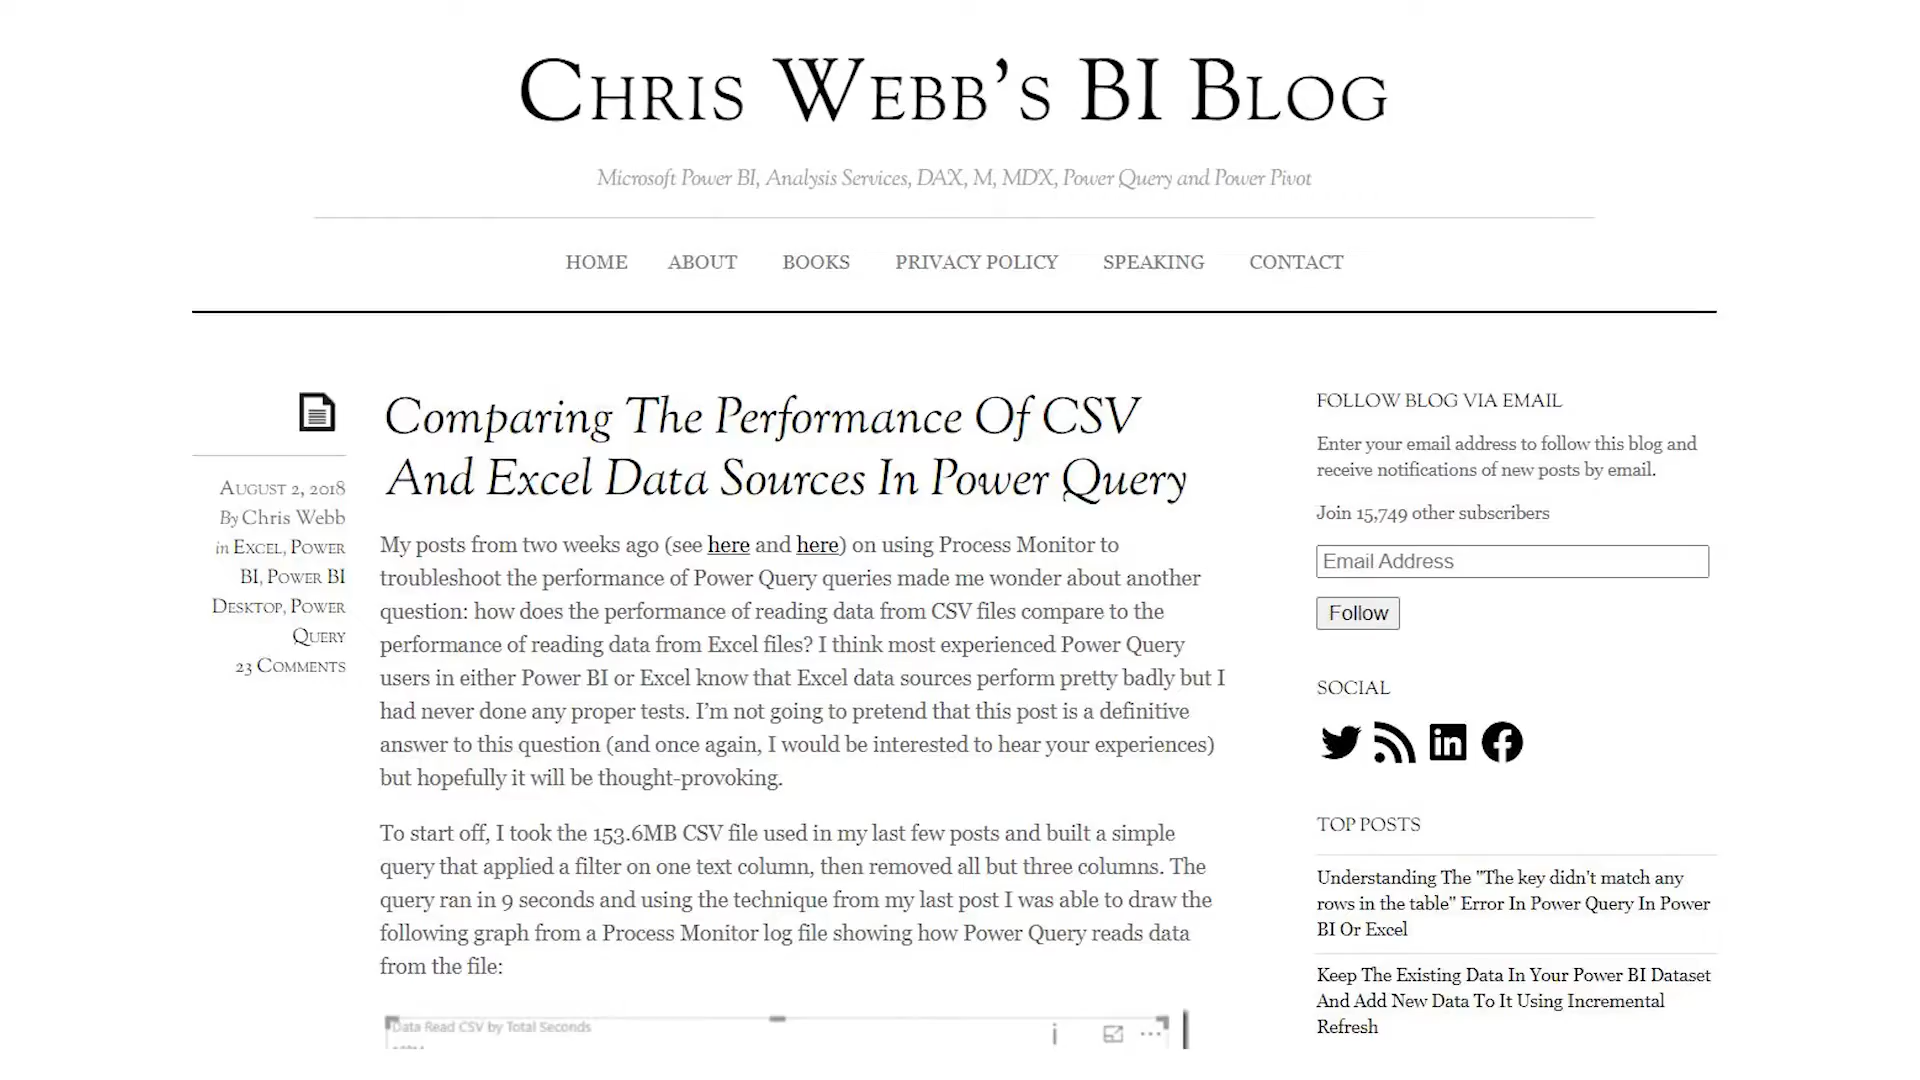 CHRIS WEBB'S BI BLOG
Microsoft Power BI, Analysis Services, DAX, M, MDX, Power Query and Power Pivot
HOME ABOUT BOOKS PRIVACY POLICY SPEAKING CONTACT
AUGUST 2, 2018
By CHRIS WEBB
in EXCEL, POWER
BI, POWER BI
DESKTOP, POWER
QUERY
23 COMMENTS
Comparing The Performance Of CSV
And Excel Data Sources In Power Query
My posts from two weeks ago (see here and here) on using Process Monitor to
troubleshoot the performance of Power Query queries made me wonder about another
question: how does the performance of reading data from CSV files compare to the
performance of reading data from Excel files? I think most experienced Power Query
users in either Power BI or Excel know that Excel data sources perform pretty badly but I
had never done any proper tests. I'm not going to pretend that this post is a definitive
answer to this question (and once again, I would be interested to hear your experiences)
but hopefully it will be thought-provoking.
To start off, I took the 153.6MB CSV file used in my last few posts and built a simple
query that applied a filter on one text column, then removed all but three columns. The
query ran in 9 seconds and using the technique from my last post I was able to draw the
following graph from a Process Monitor log file showing how Power Query reads data
from the file:
Data Read CSV by Total Seconds
FOLLOW BLOG VIA EMAIL
Enter your email address to follow this blog and
receive notifications of new posts by email.
Join 15,749 other subscribers
Email Address
Follow
SOCIAL
TOP POSTS
Understanding The "The key didn't match any
rows in the table" Error In Power Query In Power
BI Or Excel
Keep The Existing Data In Your Power BI Dataset
And Add New Data To It Using Incremental
Refresh